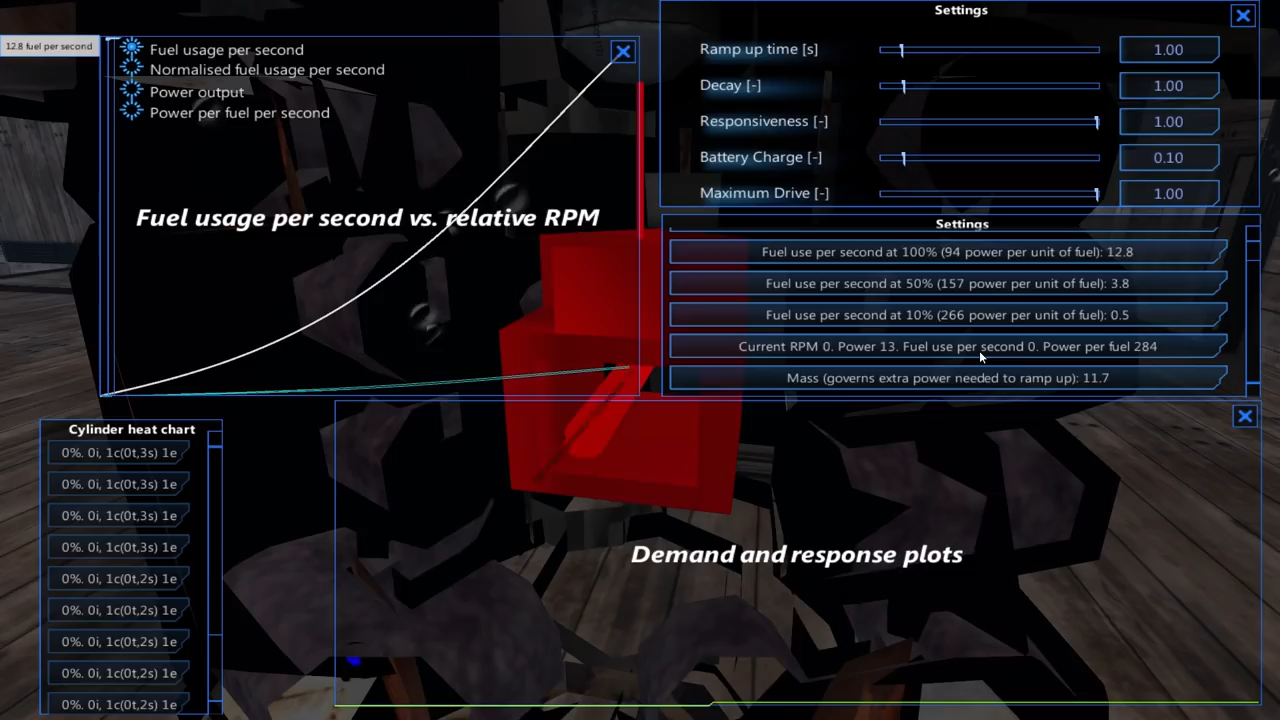 Settings
12.8 fuel per second
Fuel usage per second
Normalised fuel usage per second
Power output
Power per fuel per second
Fuel usage per second vs. relative RPM
Ramp up time [s] 1.00
Decay [-] 1.00
Responsiveness [-] 1.00
Battery Charge [-] 0.10
Maximum Drive [-] 1.00
Settings
Fuel use per second at 100% (94 power per unit of fuel): 12.8
Fuel use per second at 50% (157 power per unit of fuel): 3.8
Fuel use per second at 10% (266 power per unit of fuel): 0.5
Current RPM 0. Power 13. Fuel use per second 0. Power per fuel 284
Mass (governs extra power needed to ramp up): 11.7
Cylinder heat chart
0%. 0i, 1c(0t,3s) 1e
0%. 0i, 1c(0t,3s) 1e
0%. 0i, 1c(0t,3s) 1e
0%. 0i, 1c(0t,3s) 1e
0%. 0i, 1c(0t,2s) 1e
0%. 0i, 1c(0t,2s) 1e
0%. 0i, 1c(0t,2s) 1e
0%. 0i, 1c(0t,2s) 1e
0%. 0i, 1c(0t,2s) 1e
Demand and response plots